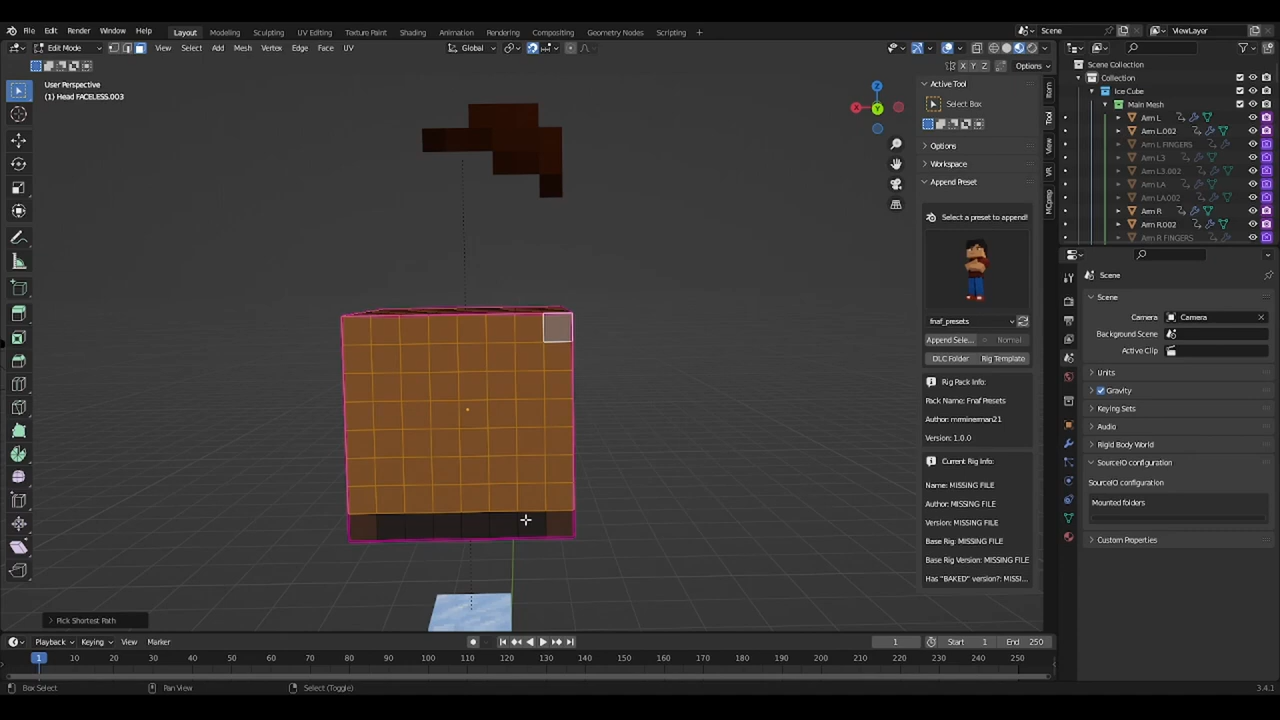 File Edit Render Window Help Layout Modeling Sculpting UV Editing Texture Paint Shading Animation Rendering Compositing Geometry Nodes Scripting + Scene ViewLayer
Edit Mode View Select Add Mesh Vertex Edge Face UV Global
X Y Z Options
User Perspective
(1) Head FACELESS.003
Z
X Y
Active Tool
Select Box
Options
Workspace
Append Preset
Select a preset to append!
fnaf_presets
Append Sele... Normal
DLC Folder Rig Template
Rig Pack Info:
Pack Name: Fnaf Presets
Author: mrminerman21
Version: 1.0.0
Current Rig Info:
Name: MISSING FILE
Author: MISSING FILE
Version: MISSING FILE
Base Rig: MISSING FILE
Base Rig Version: MISSING FILE
Has "BAKED" version?: MISSI...
Item
Tool
View
VR
MCprep
Scene Collection
Collection
Ice Cube
Main Mesh
Arm L
Arm L.002
Arm L FINGERS
Arm L3
Arm L3.002
Arm LA
Arm LA.002
Arm R
Arm R.002
Arm R FINGERS
Scene
Scene
Camera Camera
Background Scene
Active Clip
Units
Gravity
Keying Sets
Audio
Rigid Body World
SourceIO configuration
SourceIO configuration
Mounted folders
Custom Properties
Pick Shortest Path
Playback Keying View Marker 1 Start 1 End 250
1 10 20 30 40 50 60 70 80 90 100 110 120 130 140 150 160 170 180 190 200 210 220 230 240 250
Box Select Pan View Select (Toggle) 3.4.1